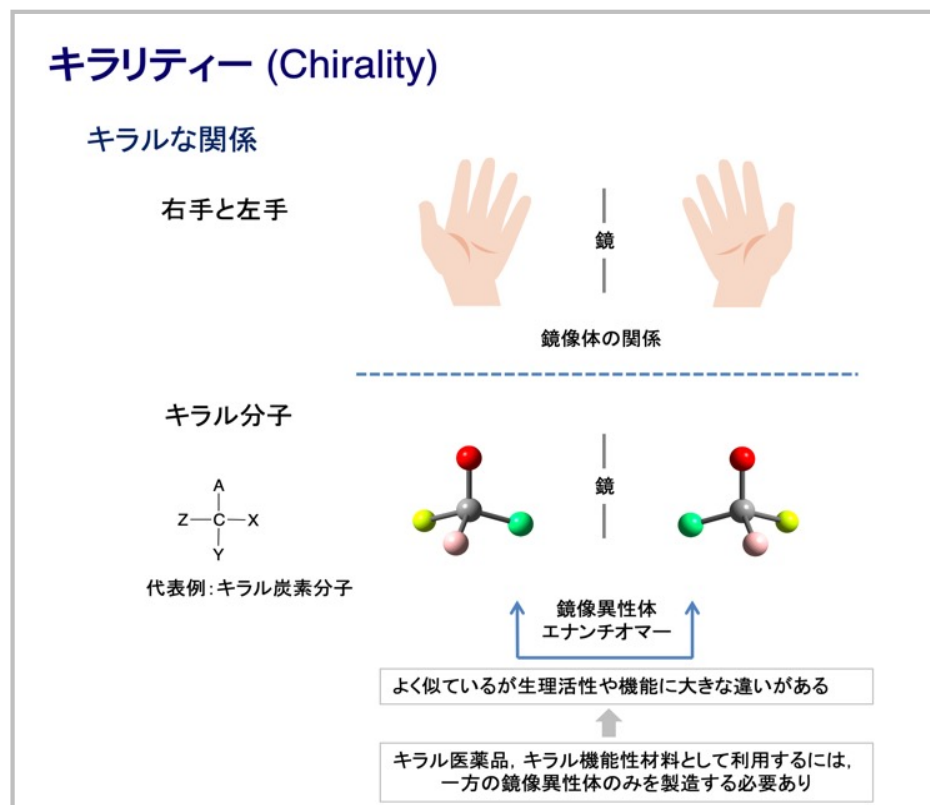 キラリティー (Chirality)
キラルな関係
右手と左手
鏡
鏡像体の関係
キラル分子
鏡
A
Z C X
Y
代表例：キラル炭素分子
鏡像異性体
エナンチオマー
よく似ているが生理活性や機能に大きな違いがある
キラル医薬品，キラル機能性材料として利用するには，
一方の鏡像異性体のみを製造する必要あり